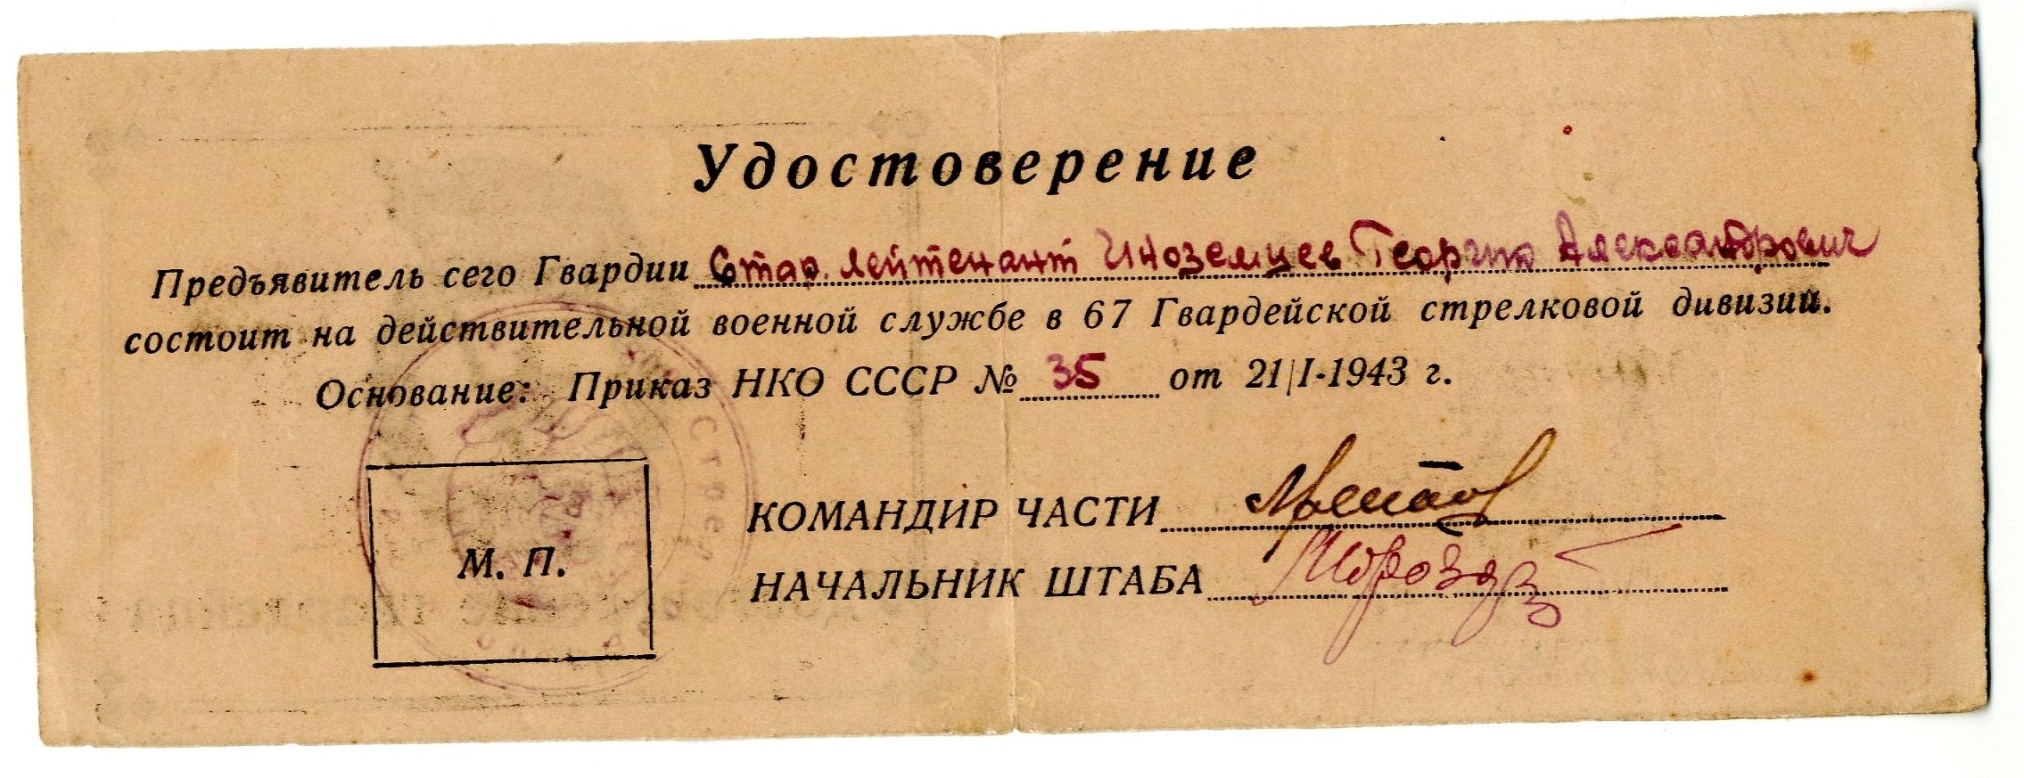 Удостоверение
Предъявитель сего Гвардии Стар. лейтенант Иноземцев Георгий Александрович
состоит на действительной военной службе в 67 Гвардейской стрелковой дивизии.
Основание: Приказ НКО СССР № 35 от 21/I-1943 г.
М. П.
КОМАНДИР ЧАСТИ
НАЧАЛЬНИК ШТАБА